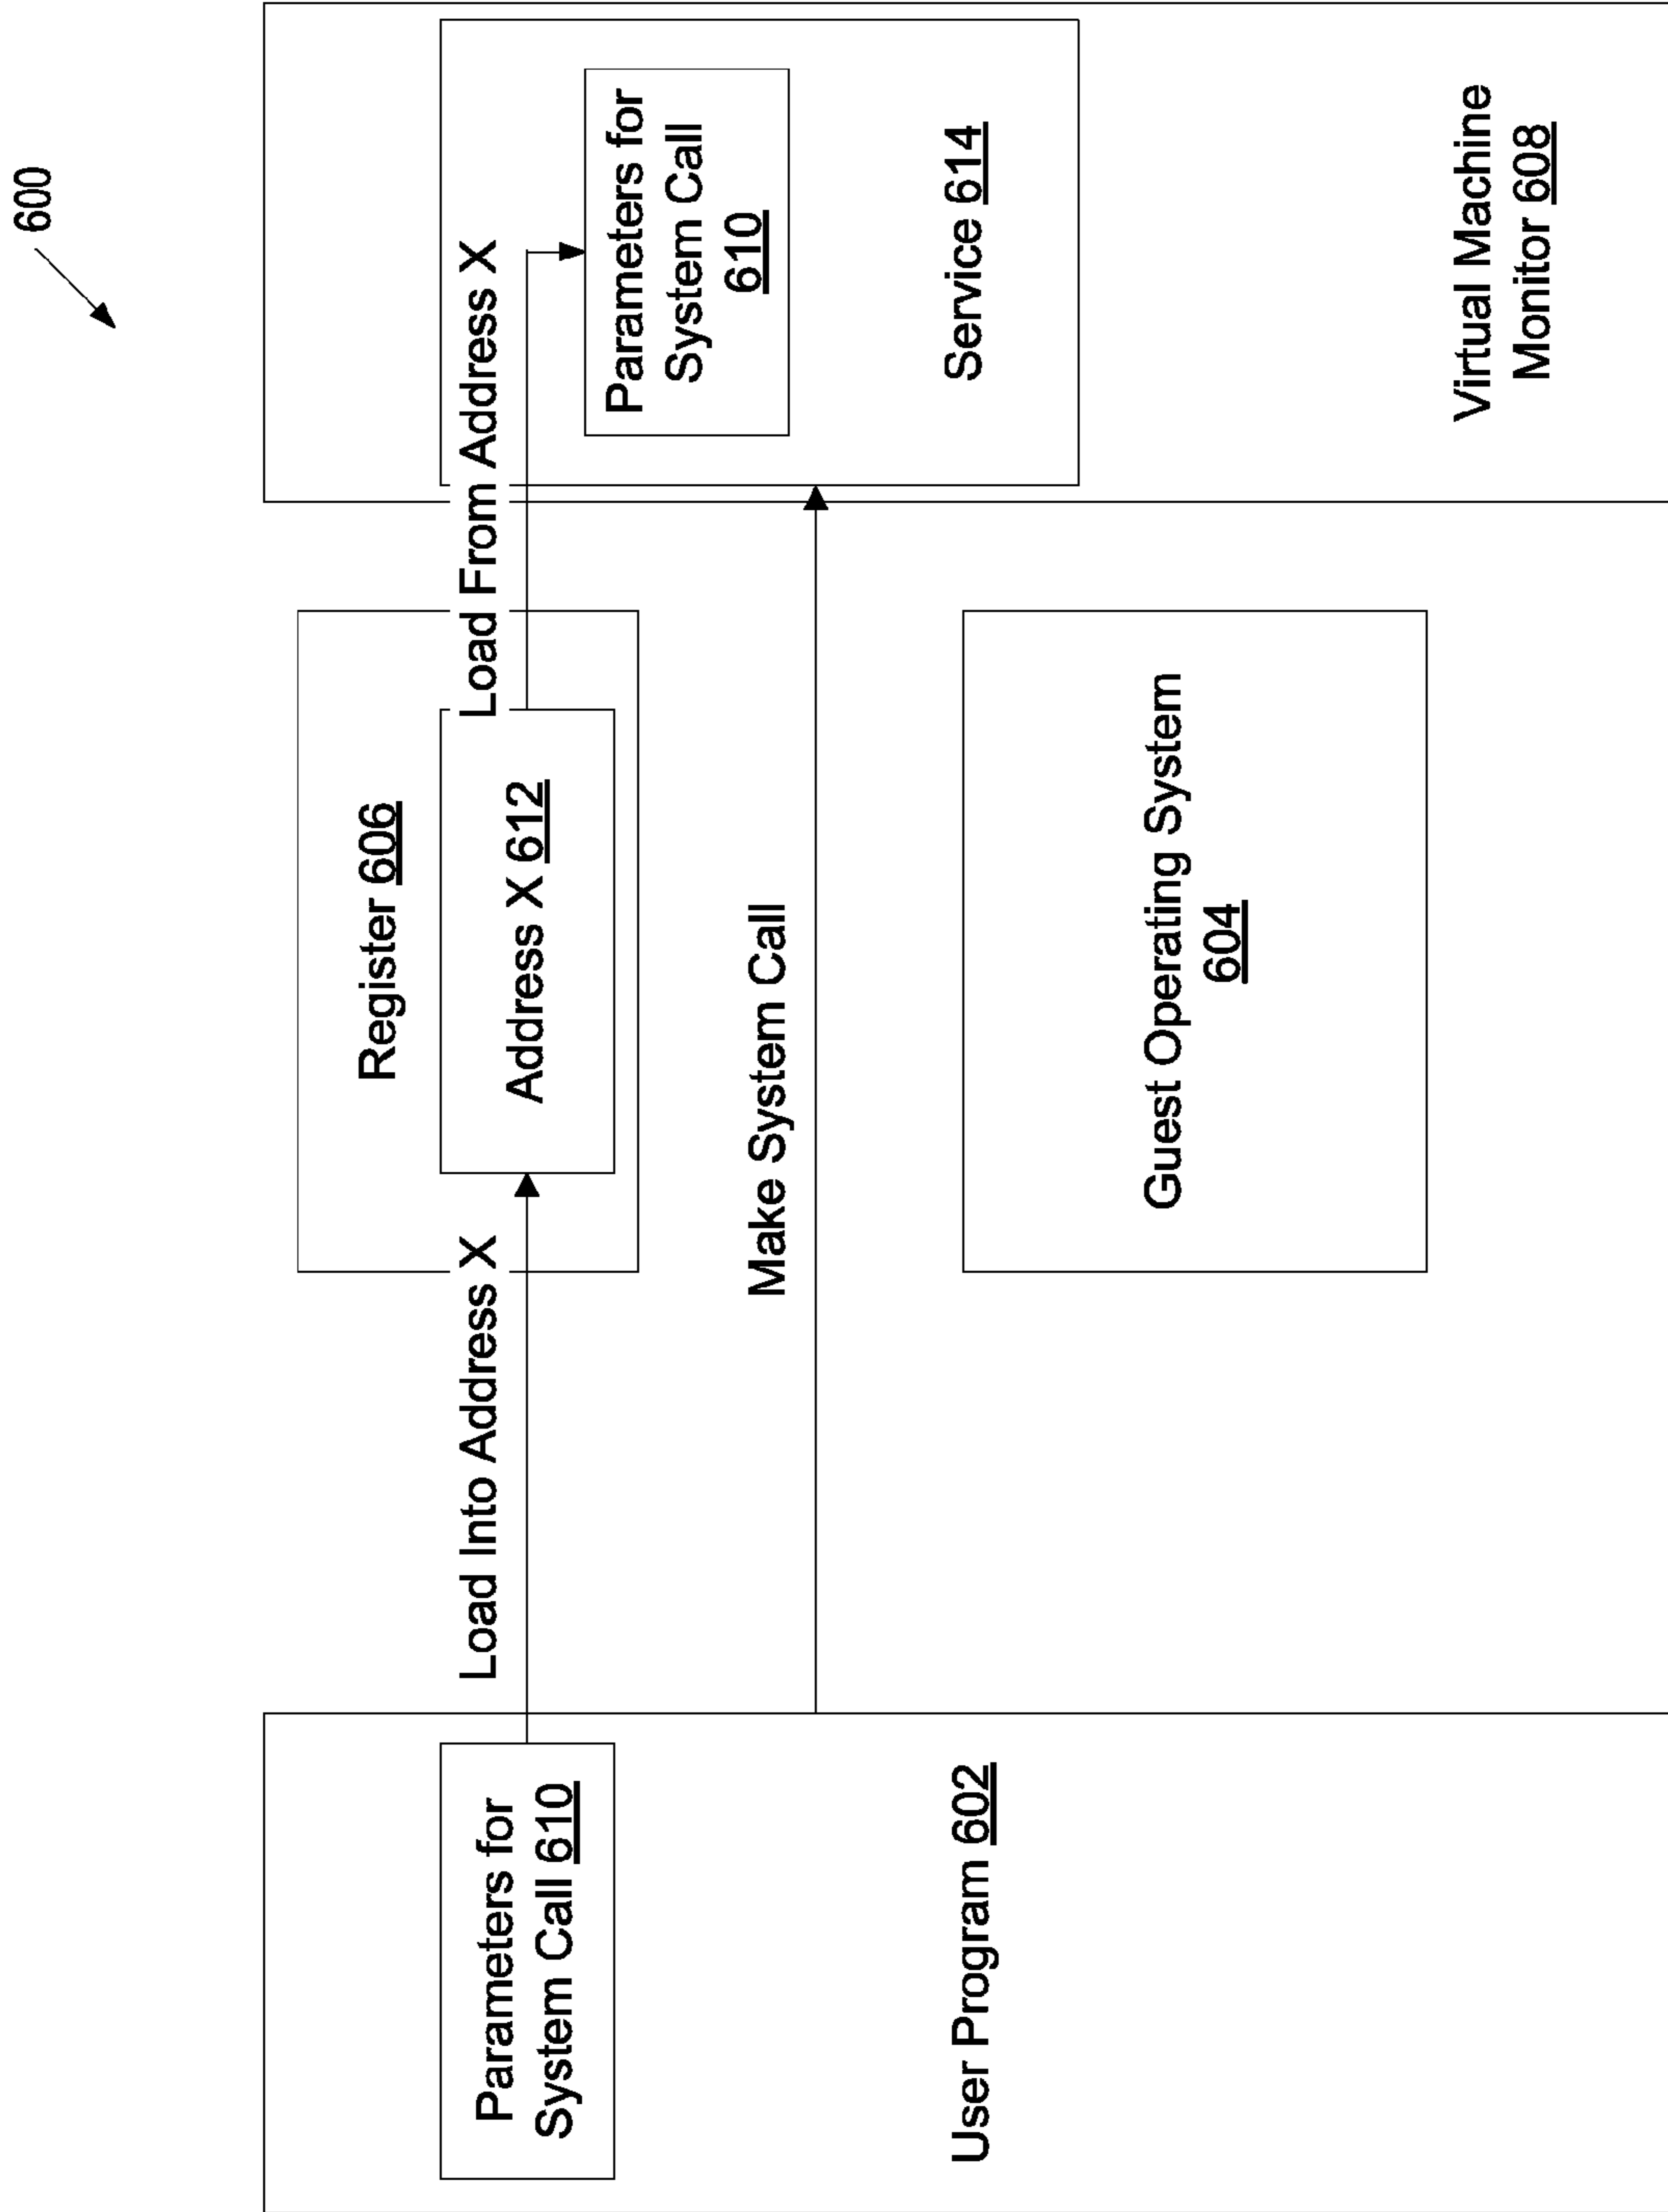 600
Parameters for
System Call 610
User Program 602
Load Into Address X
Register 606
Address X 612
Make System Call
Guest Operating System
604
Load From Address X
Parameters for
System Call
610
Service 614
Virtual Machine
Monitor 608